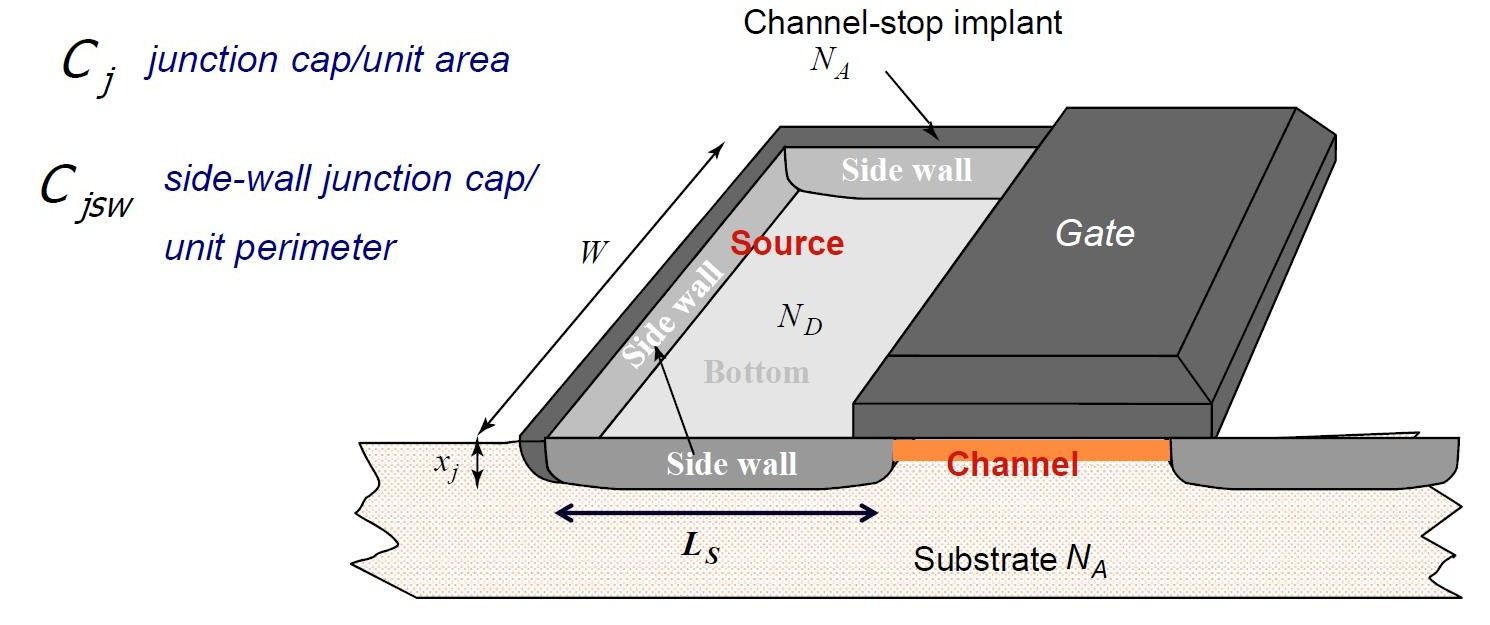 Channel-stop implant
N_A
C_j junction cap/unit area
C_jsw side-wall junction cap/
unit perimeter
Side wall
W
Source
Gate
Side wall
N_D
Bottom
x_j
Side wall
Channel
L_S
Substrate N_A